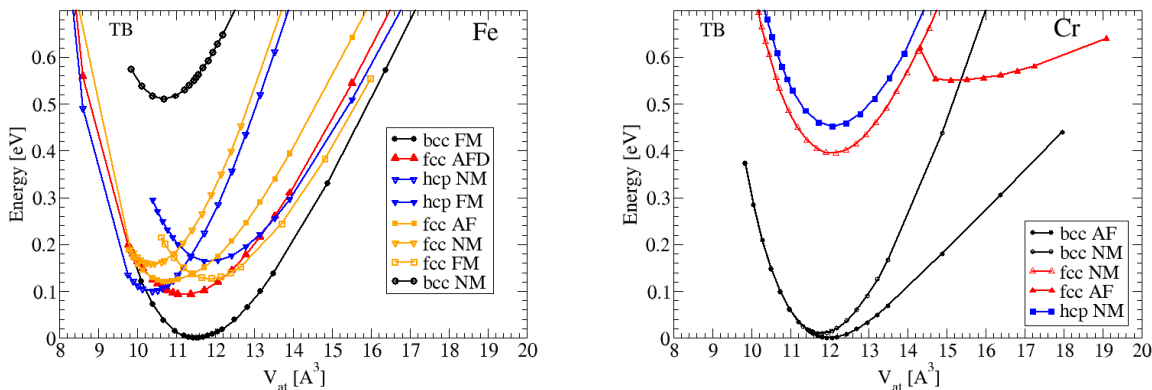 TB
Fe
Energy [eV]
0.6
0.5
0.4
0.3
0.2
0.1
0
8 9 10 11 12 13 14 15 16 17 18 19 20
V_at [A^3]
bcc FM
fcc AFD
hcp NM
hcp FM
fcc AF
fcc NM
fcc FM
bcc NM
TB
Cr
Energy [eV]
0.6
0.5
0.4
0.3
0.2
0.1
0
8 9 10 11 12 13 14 15 16 17 18 19 20
V_at [A^3]
bcc AF
bcc NM
fcc NM
fcc AF
hcp NM